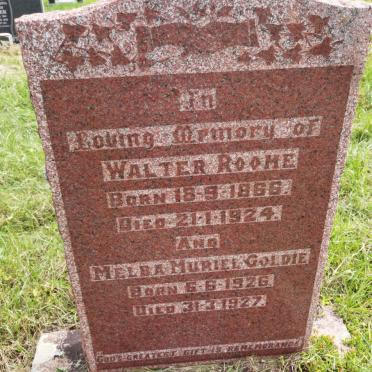 In
Loving Memory of
WALTER ROOME
BORN 18-9-1866.
DIED 21-1-1924.
AND
MELBA MURIEL GOLDIE
BORN 6-6-1926
DIED 31-3-1927.
GOD'S GREATEST GIFT IS REMEMBRANCE